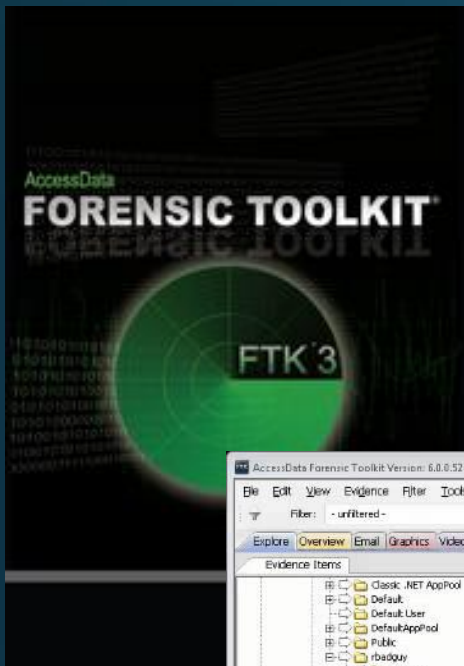 AccessData
FORENSIC TOOLKIT®
FTK® 3
AccessData Forensic Toolkit Version: 6.0.0.52
File Edit View Evidence Filter Tools
Filter: - unfiltered -
Explore Overview Email Graphics Video
Evidence Items
Classic .NET AppPool
Default
Default User
DefaultAppPool
Public
rbadguy